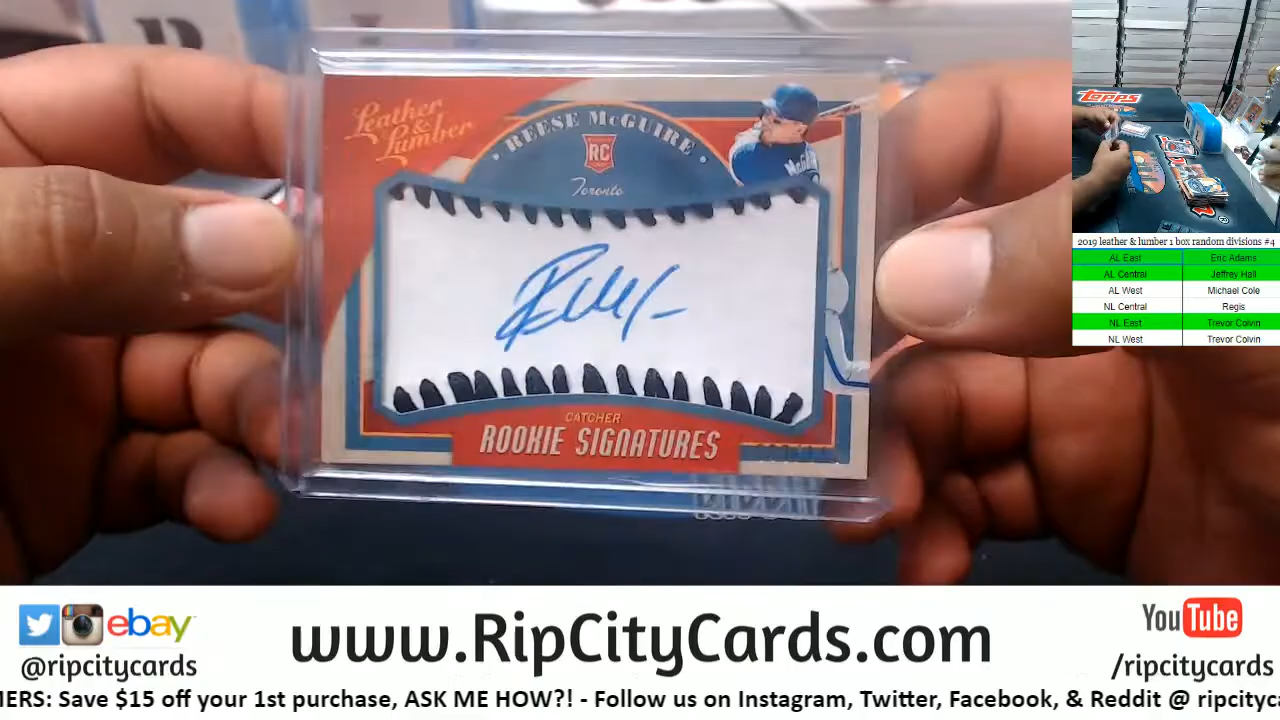 Leather
&
Lumber
• REESE McGUIRE •
RC
Toronto
CATCHER
ROOKIE SIGNATURES
TOPPS
2019 leather & lumber 1 box random divisions #4
AL East Eric Adams
AL Central Jeffrey Hall
AL West Michael Cole
NL Central Regis
NL East Trevor Colvin
NL West Trevor Colvin
ebay
@ripcitycards
www.RipCityCards.com
YouTube
/ripcitycards
MERS: Save $15 off your 1st purchase, ASK ME HOW?! - Follow us on Instagram, Twitter, Facebook, & Reddit @ ripcityca